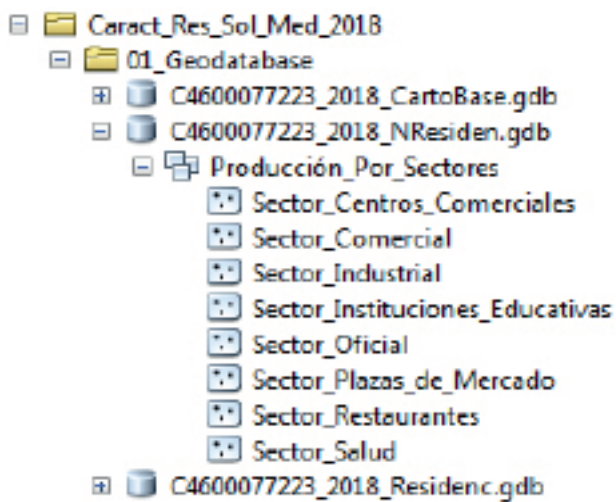 Caract_Res_Sol_Med_2018
01_Geodatabase
C4600077223_2018_CartoBase.gdb
C4600077223_2018_NResiden.gdb
Producción_Por_Sectores
Sector_Centros_Comerciales
Sector_Comercial
Sector_Industrial
Sector_Instituciones_Educativas
Sector_Oficial
Sector_Plazas_de_Mercado
Sector_Restaurantes
Sector_Salud
C4600077223_2018_Residenc.gdb